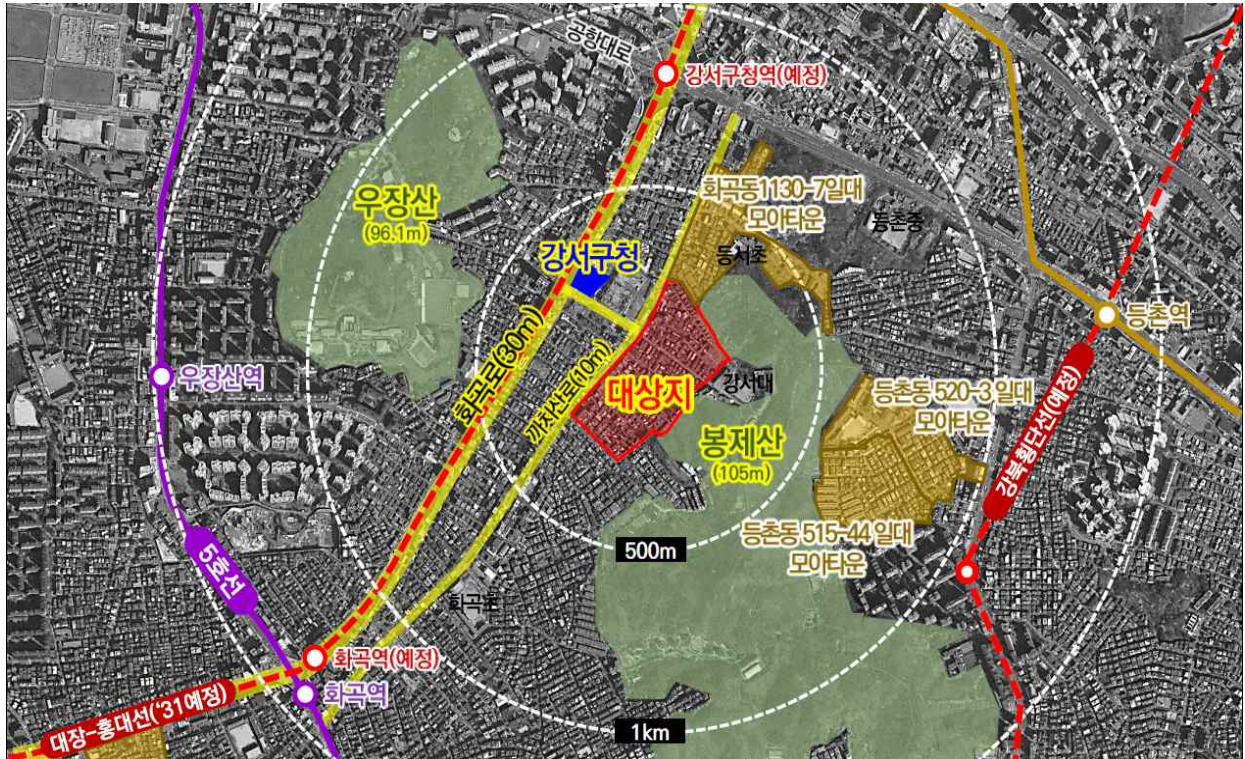 공항대로
강서구청역(예정)
우장산
(96.1m)
화곡동1130-7일대
모아타운
등촌중
등서초
강서구청
화곡로(30m)
까치산로(10m)
대상지
강서대
등촌역
우장산역
등촌동 520-3 일대
모아타운
봉제산
(105m)
강북횡단선(예정)
등촌동 515-44 일대
모아타운
500m
5호선
화곡초
화곡역(예정)
화곡역
대장-홍대선('31예정)
1km